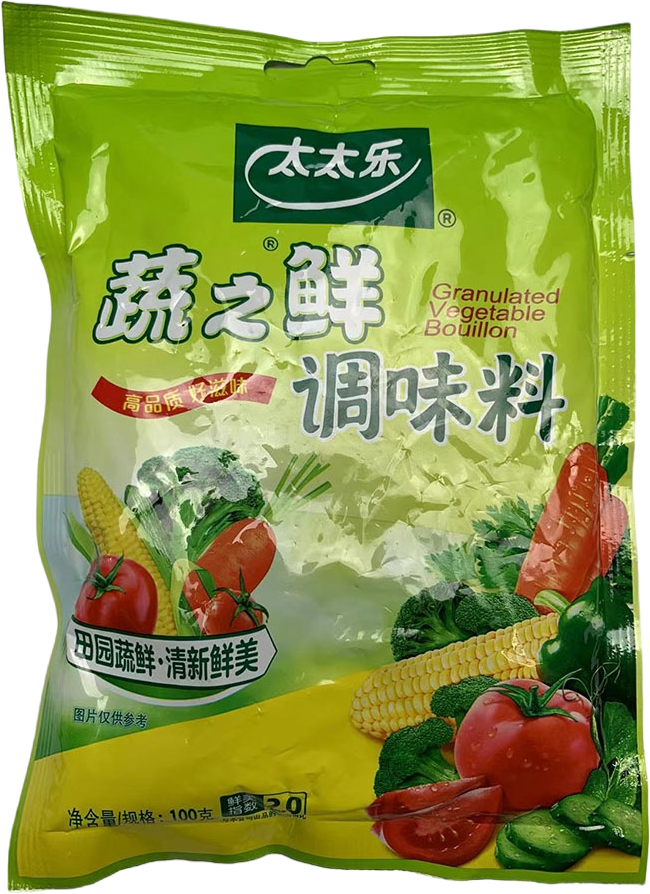 太太乐
®
®
蔬之鲜
Granulated
Vegetable
Bouillon
高品质 好滋味
调味料
田园蔬鲜·清新鲜美
图片仅供参考
净含量/规格: 100克
鲜美
指数
2.0